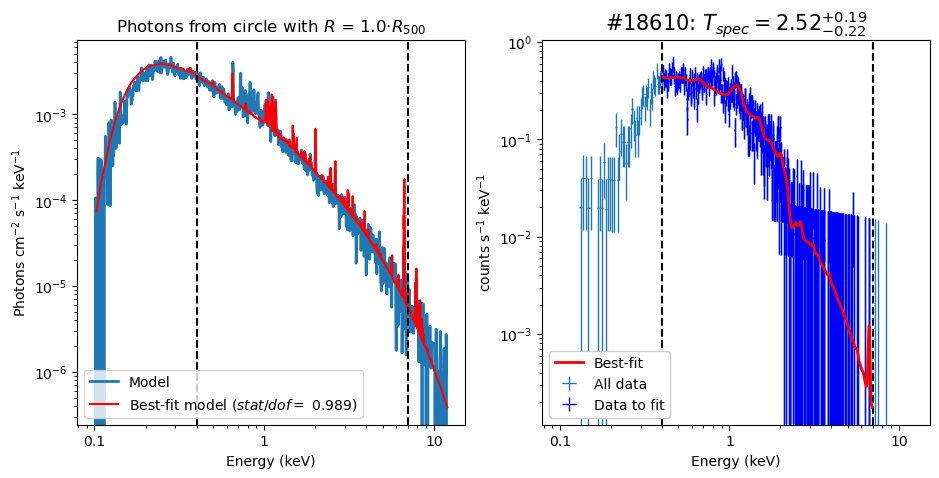 Photons from circle with R = 1.0·R₅₀₀
Photons cm⁻² s⁻¹ keV⁻¹
10⁻³
10⁻⁴
10⁻⁵
10⁻⁶
Model
Best-fit model (stat/dof = 0.989)
0.1 1 10
Energy (keV)
#18610: T_spec = 2.52^{+0.19}_{-0.22}
counts s⁻¹ keV⁻¹
10⁰
10⁻¹
10⁻²
10⁻³
Best-fit
All data
Data to fit
0.1 1 10
Energy (keV)